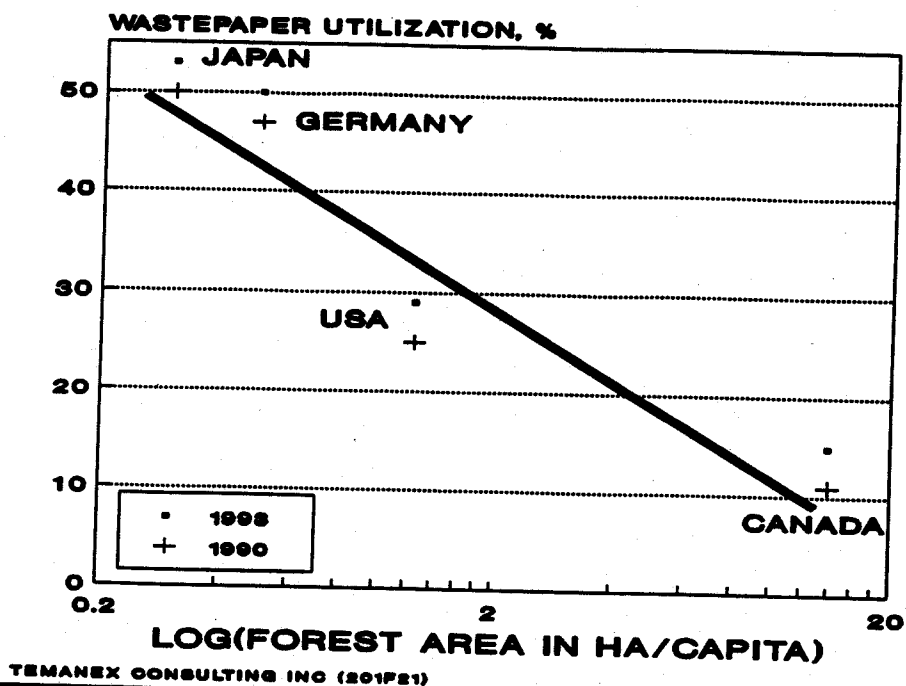 WASTEPAPER UTILIZATION, %
JAPAN
50
GERMANY
40
30
USA
20
10
1998
CANADA
1990
0
0.2 2 20
LOG(FOREST AREA IN HA/CAPITA)
TEMANEX CONSULTING INC (201F21)